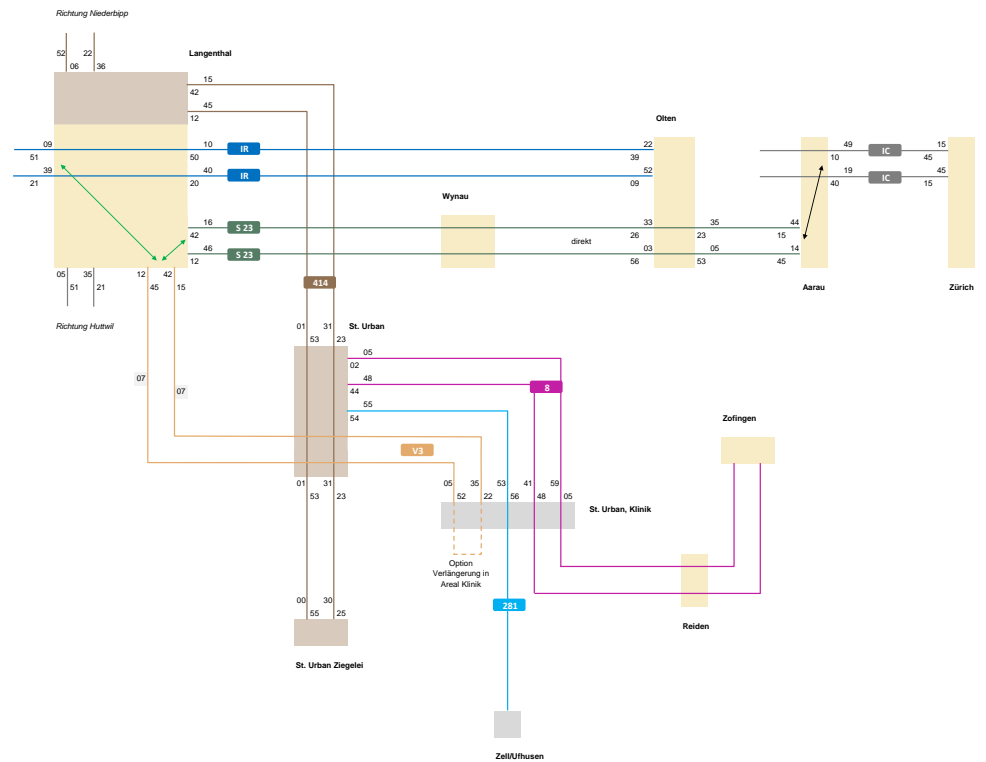 Richtung Niederbipp
52 22
06 36
Langenthal
15
42
45
12
Olten
09
51
39
21
10
50
40
20
IR
IR
22
39
52
09
49
10
19
40
IC
IC
15
45
45
15
Wynau
16
42
46
12
S 23
S 23
direkt
33
26
03
56
35
23
05
53
44
15
14
45
Aarau
Zürich
05 35
51 21
12 42
45 15
Richtung Huttwil
414
01 31
53 23
St. Urban
05
02
48
44
55
54
07
07
8
Zofingen
V3
01 31
53 23
05 35 53 41 59
52 22 56 48 05
St. Urban, Klinik
Option
Verlängerung in
Areal Klinik
00 30
55 25
281
Reiden
St. Urban Ziegelei
Zell/Ufhusen